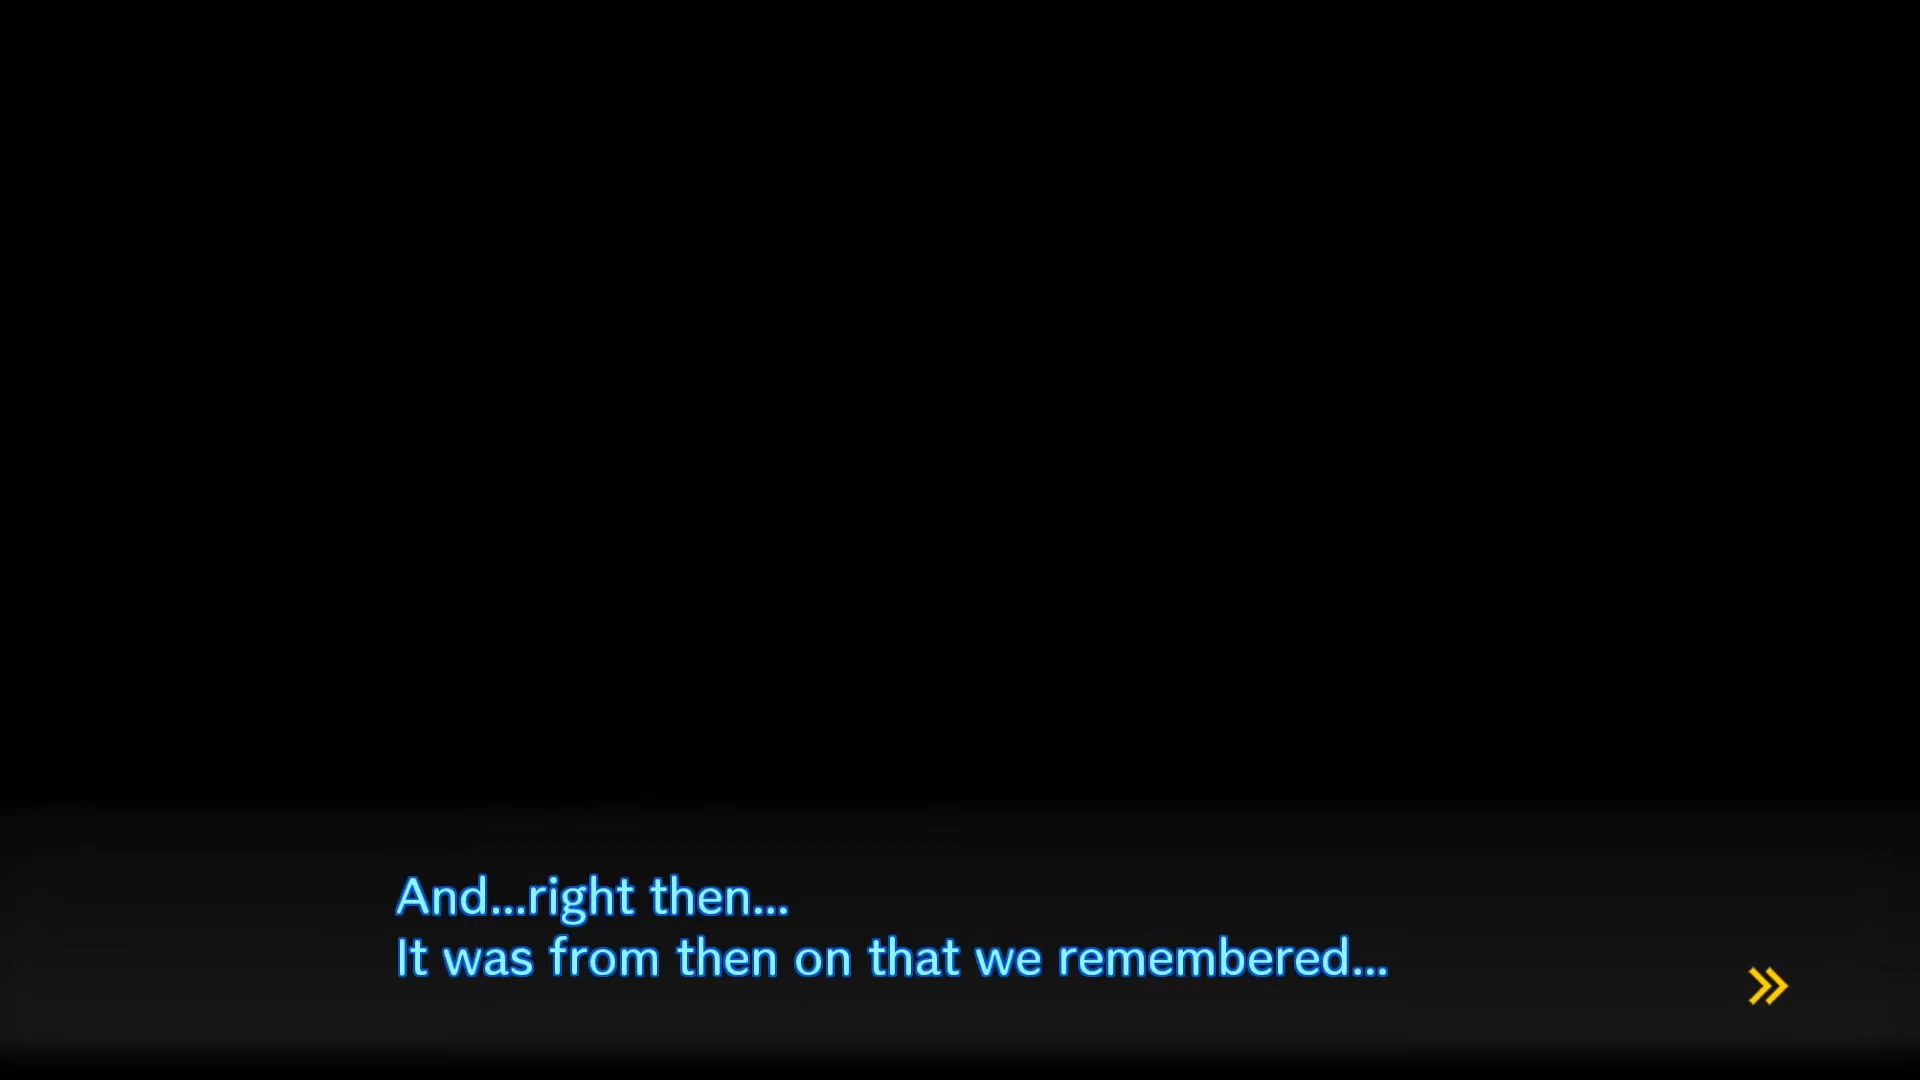 And...right then...
It was from then on that we remembered...